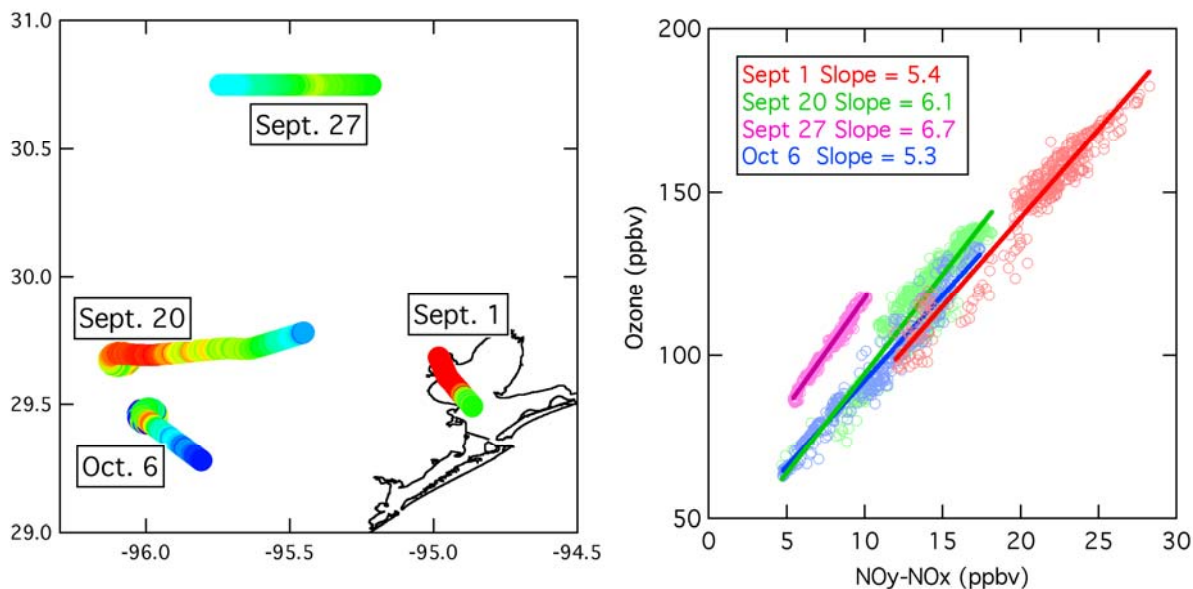 31.0
Sept. 27
30.5
30.0
Sept. 20
Sept. 1
29.5
Oct. 6
29.0
-96.0 -95.5 -95.0 -94.5
200
Sept 1 Slope = 5.4
Sept 20 Slope = 6.1
Sept 27 Slope = 6.7
Oct 6 Slope = 5.3
150
Ozone (ppbv)
100
50
0 5 10 15 20 25 30
NOy-NOx (ppbv)